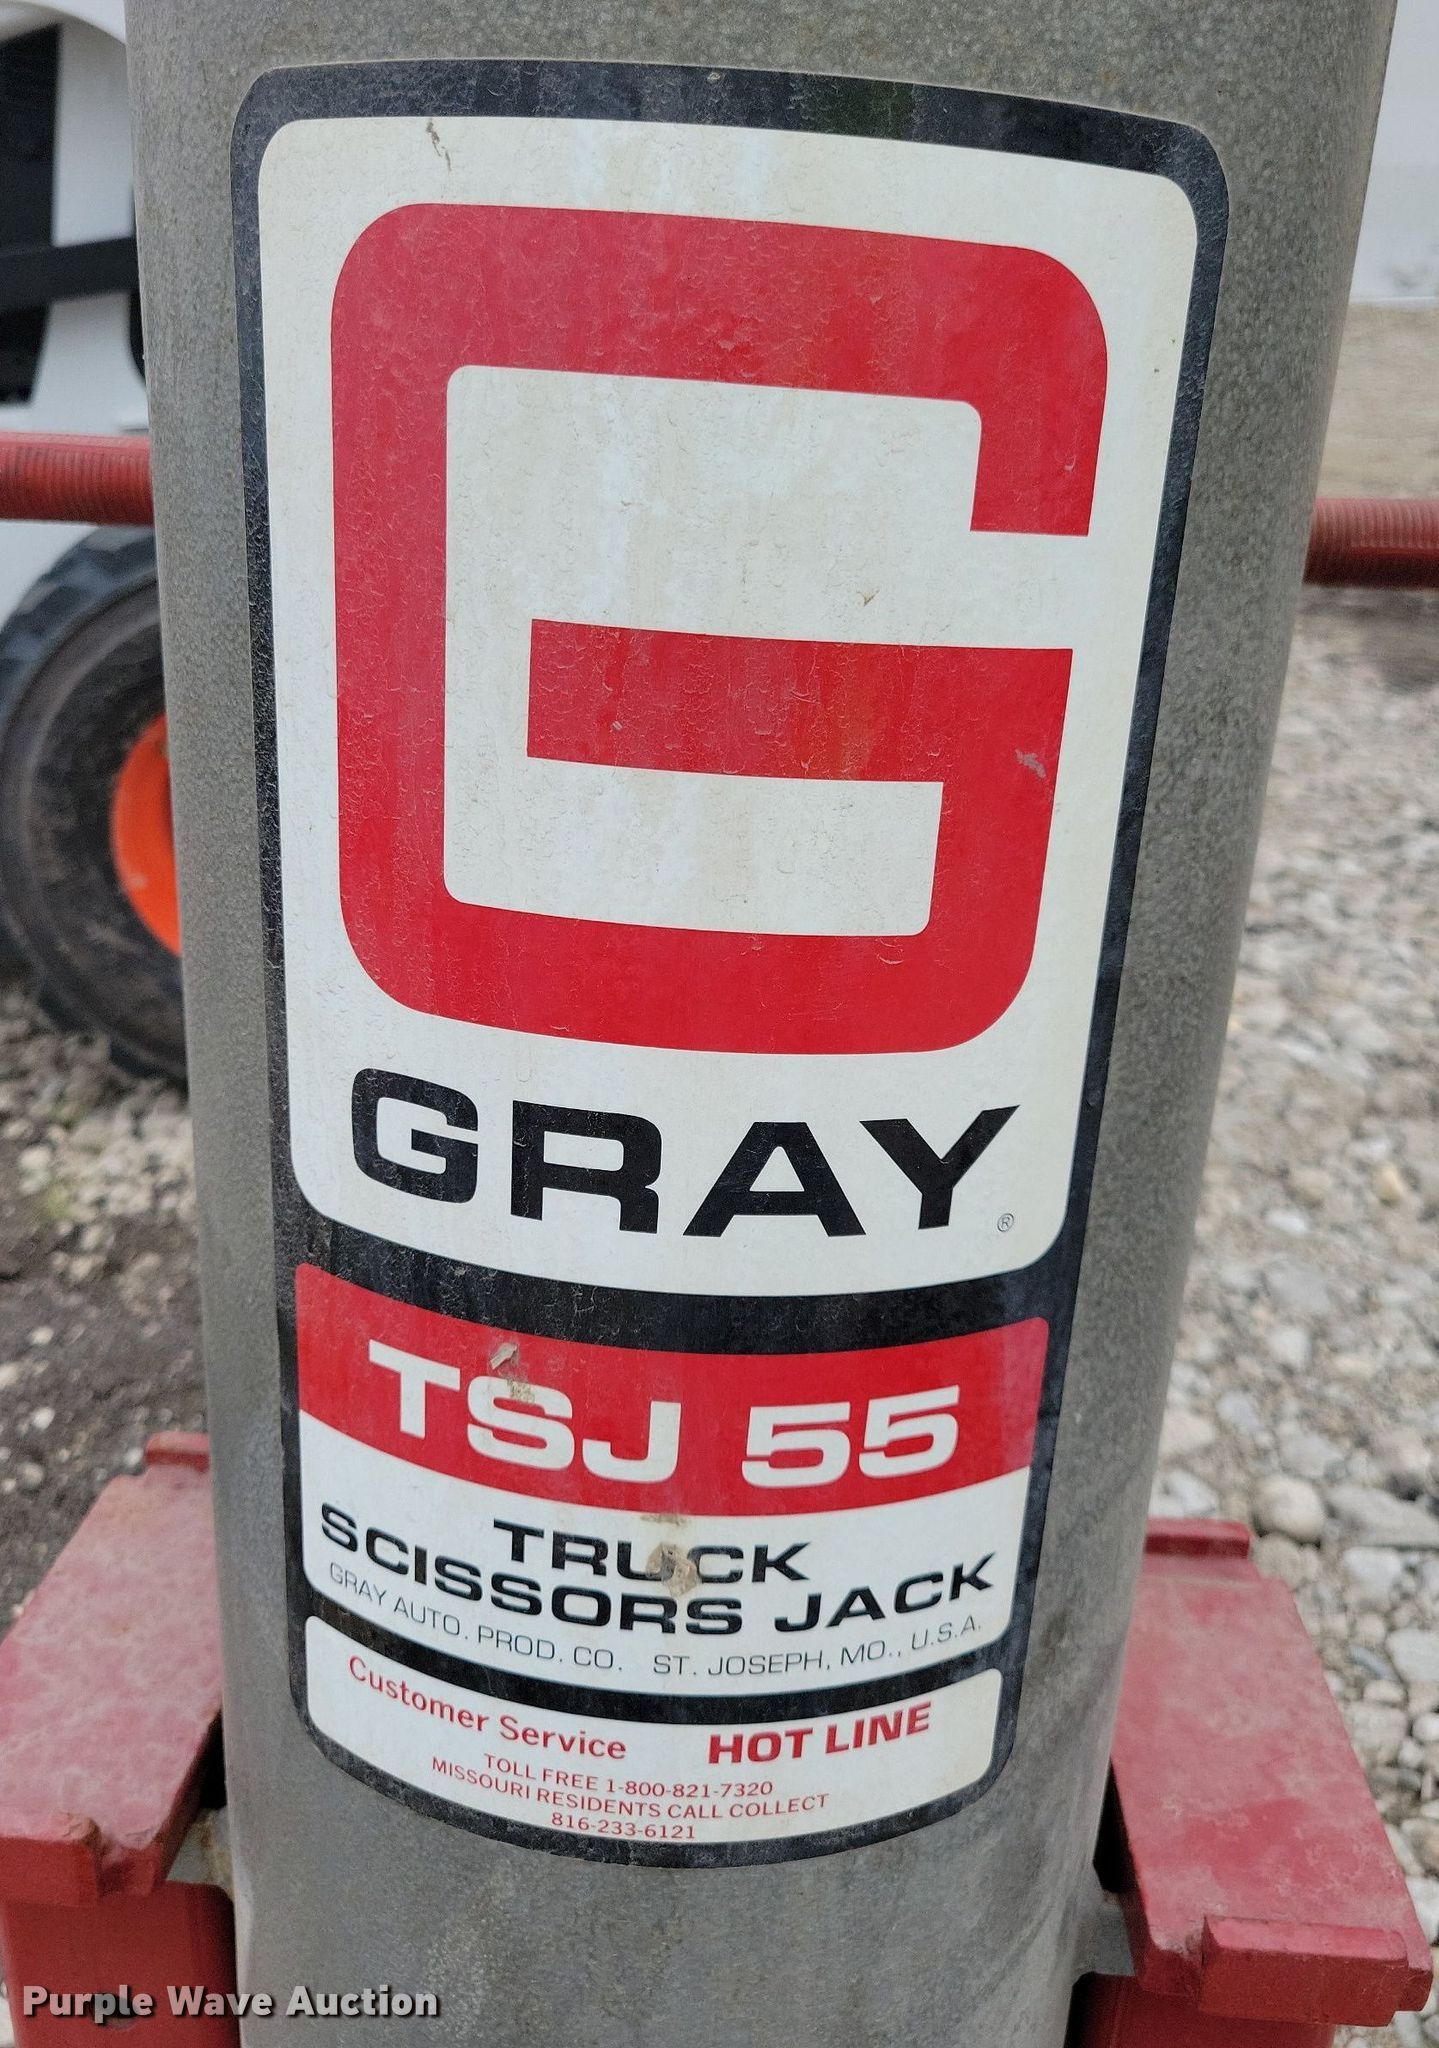 G
GRAY®
TSJ 55
TRUCK
SCISSORS JACK
GRAY AUTO. PROD. CO. ST. JOSEPH, MO., U.S.A.
Customer Service HOT LINE
TOLL FREE 1-800-821-7320
MISSOURI RESIDENTS CALL COLLECT
816-233-6121
Purple Wave Auction